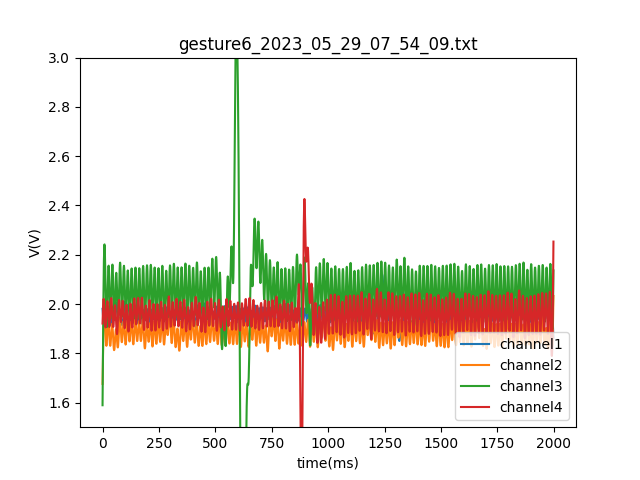 gesture6_2023_05_29_07_54_09.txt
3.0
2.8
2.6
2.4
2.2
2.0
1.8
1.6
V(V)
channel1
channel2
channel3
channel4
0 250 500 750 1000 1250 1500 1750 2000
time(ms)